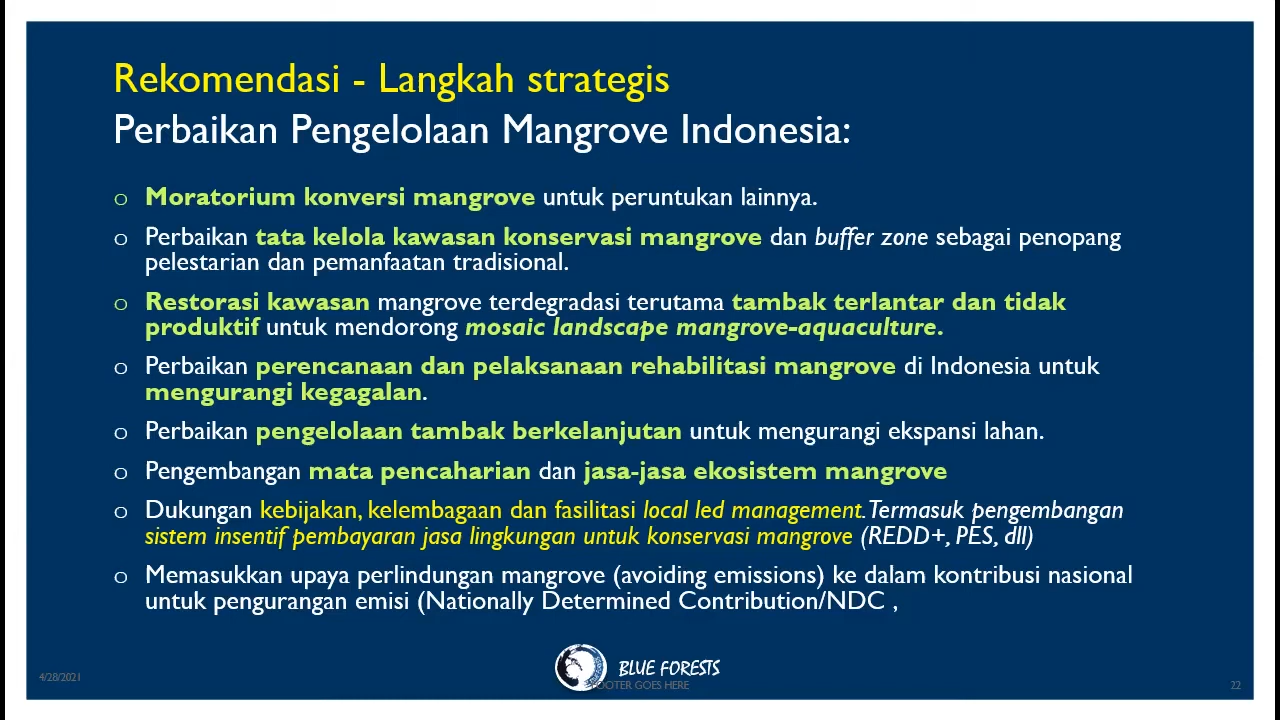 Rekomendasi - Langkah strategis
Perbaikan Pengelolaan Mangrove Indonesia:
o Moratorium konversi mangrove untuk peruntukan lainnya.
o Perbaikan tata kelola kawasan konservasi mangrove dan buffer zone sebagai penopang
pelestarian dan pemanfaatan tradisional.
o Restorasi kawasan mangrove terdegradasi terutama tambak terlantar dan tidak
produktif untuk mendorong mosaic landscape mangrove-aquaculture.
o Perbaikan perencanaan dan pelaksanaan rehabilitasi mangrove di Indonesia untuk
mengurangi kegagalan.
o Perbaikan pengelolaan tambak berkelanjutan untuk mengurangi ekspansi lahan.
o Pengembangan mata pencaharian dan jasa-jasa ekosistem mangrove
o Dukungan kebijakan, kelembagaan dan fasilitasi local led management. Termasuk pengembangan
sistem insentif pembayaran jasa lingkungan untuk konservasi mangrove (REDD+, PES, dll)
o Memasukkan upaya perlindungan mangrove (avoiding emissions) ke dalam kontribusi nasional
untuk pengurangan emisi (Nationally Determined Contribution/NDC ,
BLUE FORESTS
4/28/2021
FOOTER GOES HERE
22